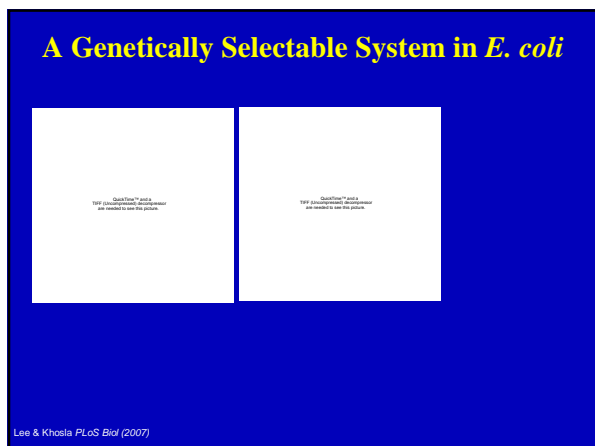 A Genetically Selectable System in E. coli
QuickTime™ and a
TIFF (Uncompressed) decompressor
are needed to see this picture.
QuickTime™ and a
TIFF (Uncompressed) decompressor
are needed to see this picture.
Lee & Khosla PLoS Biol (2007)